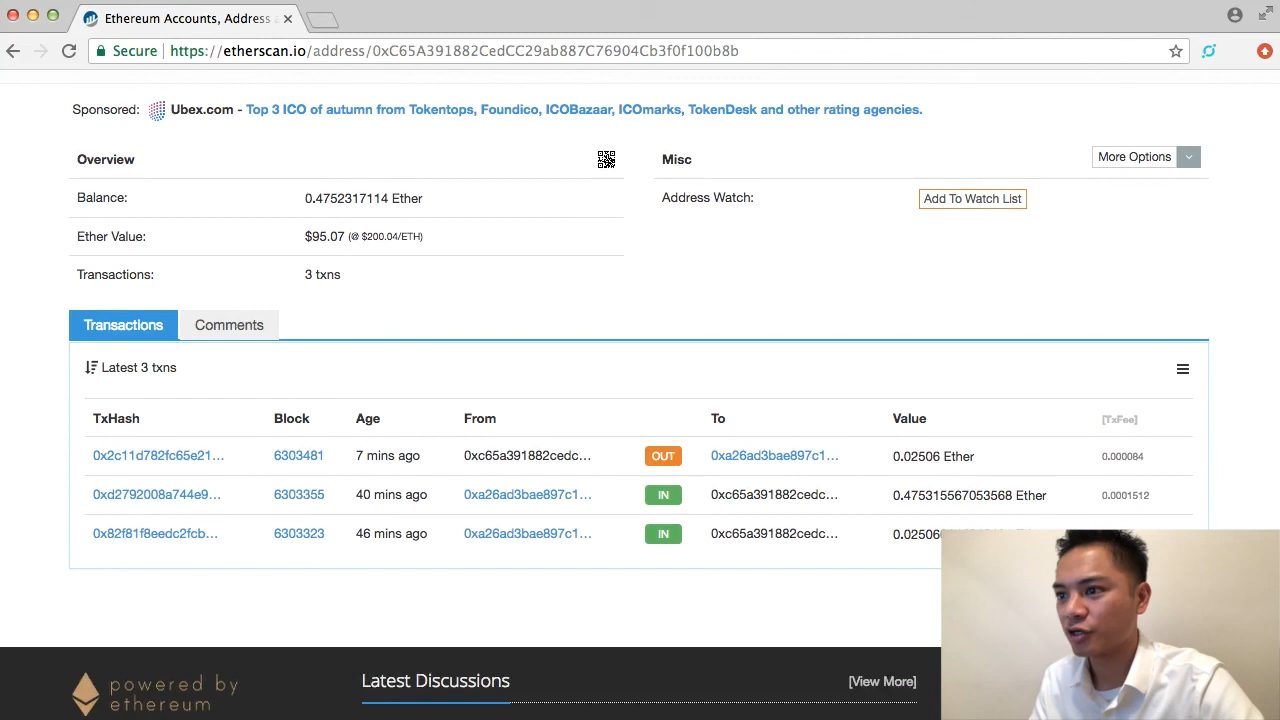 Ethereum Accounts, Address
Secure https://etherscan.io/address/0xC65A391882CedCC29ab887C76904Cb3f0f100b8b
Sponsored: Ubex.com - Top 3 ICO of autumn from Tokentops, Foundico, ICOBazaar, ICOmarks, TokenDesk and other rating agencies.
Overview
Misc
More Options
Balance: 0.4752317114 Ether
Address Watch: Add To Watch List
Ether Value: $95.07 (@ $200.04/ETH)
Transactions: 3 txns
Transactions Comments
Latest 3 txns
TxHash Block Age From To Value [TxFee]
0x2c11d782fc65e21... 6303481 7 mins ago 0xc65a391882cedc... OUT 0xa26ad3bae897c1... 0.02506 Ether 0.000084
0xd2792008a744e9... 6303355 40 mins ago 0xa26ad3bae897c1... IN 0xc65a391882cedc... 0.475315567053568 Ether 0.0001512
0x82f81f8eedc2fcb... 6303323 46 mins ago 0xa26ad3bae897c1... IN 0xc65a391882cedc... 0.02506
powered by
ethereum
Latest Discussions [View More]